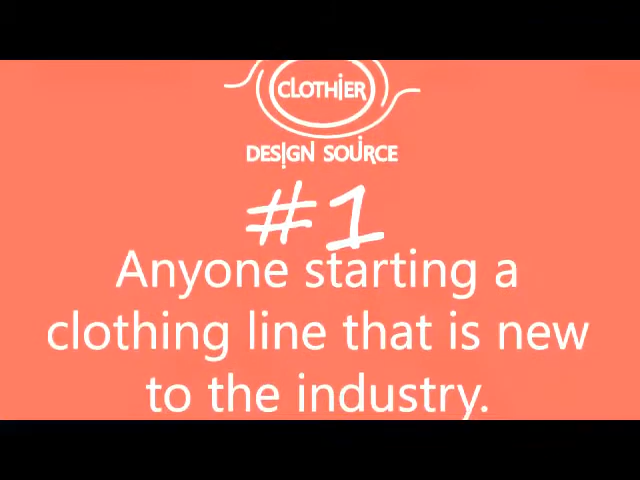 CLOTHIER
DESIGN SOURCE
#1
Anyone starting a
clothing line that is new
to the industry.